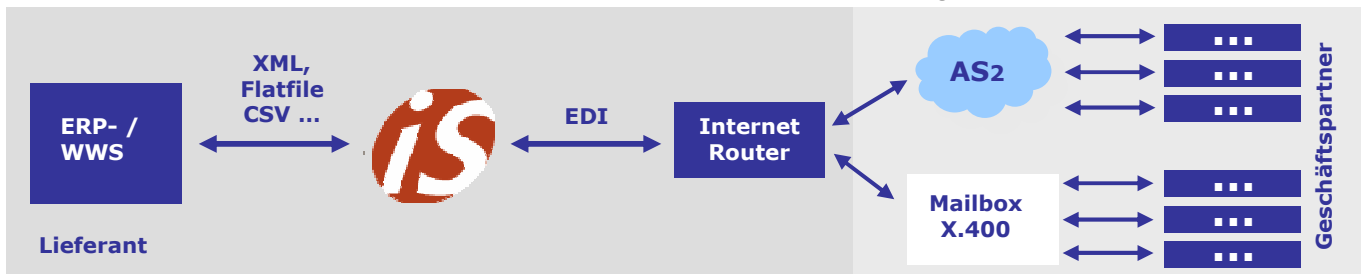 ERP- /
WWS
Lieferant
XML,
Flatfile
CSV ...
iS
EDI
Internet
Router
AS2
Mailbox
X.400
...
...
...
...
...
...
Geschäftspartner